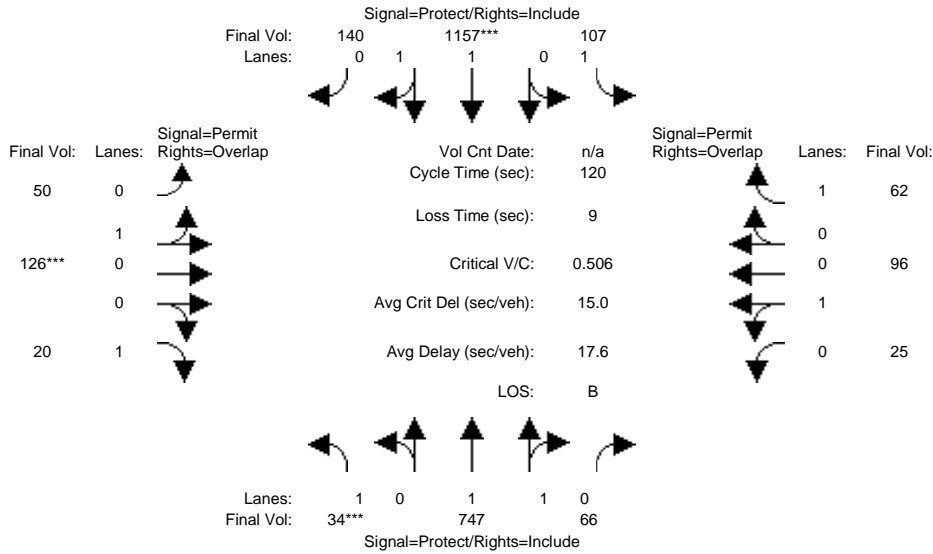 Signal=Protect/Rights=Include
Final Vol: 140 1157*** 107
Lanes: 0 1 1 0 1
Signal=Permit Signal=Permit
Final Vol: Lanes: Rights=Overlap Vol Cnt Date: n/a Rights=Overlap Lanes: Final Vol:
Cycle Time (sec): 120
50 0 1 62
Loss Time (sec): 9
1 0
126*** 0 Critical V/C: 0.506 0 96
0 Avg Crit Del (sec/veh): 15.0 1
20 1 Avg Delay (sec/veh): 17.6 0 25
LOS: B
Lanes: 1 0 1 1 0
Final Vol: 34*** 747 66
Signal=Protect/Rights=Include